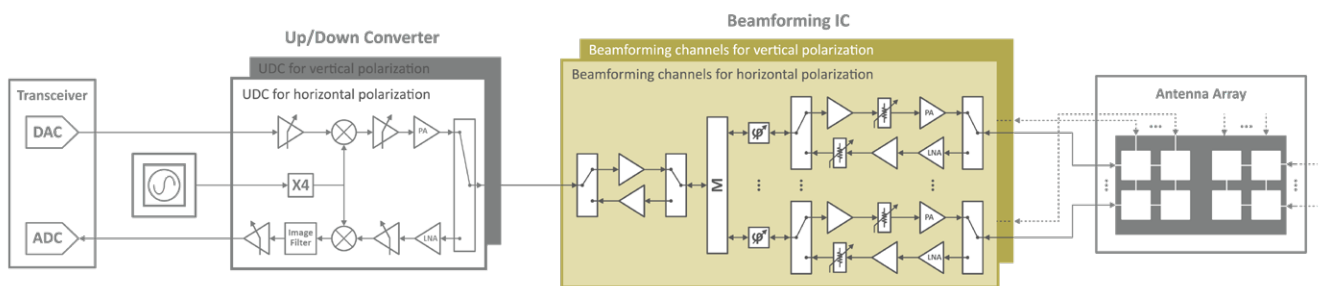 Beamforming IC
Up/Down Converter
Beamforming channels for vertical polarization
UDC for vertical polarization
Beamforming channels for horizontal polarization
Transceiver
UDC for horizontal polarization
Antenna Array
DAC
PA
PA
X4
φ
LNA
M
ADC
Image
Filter
LNA
φ
PA
LNA